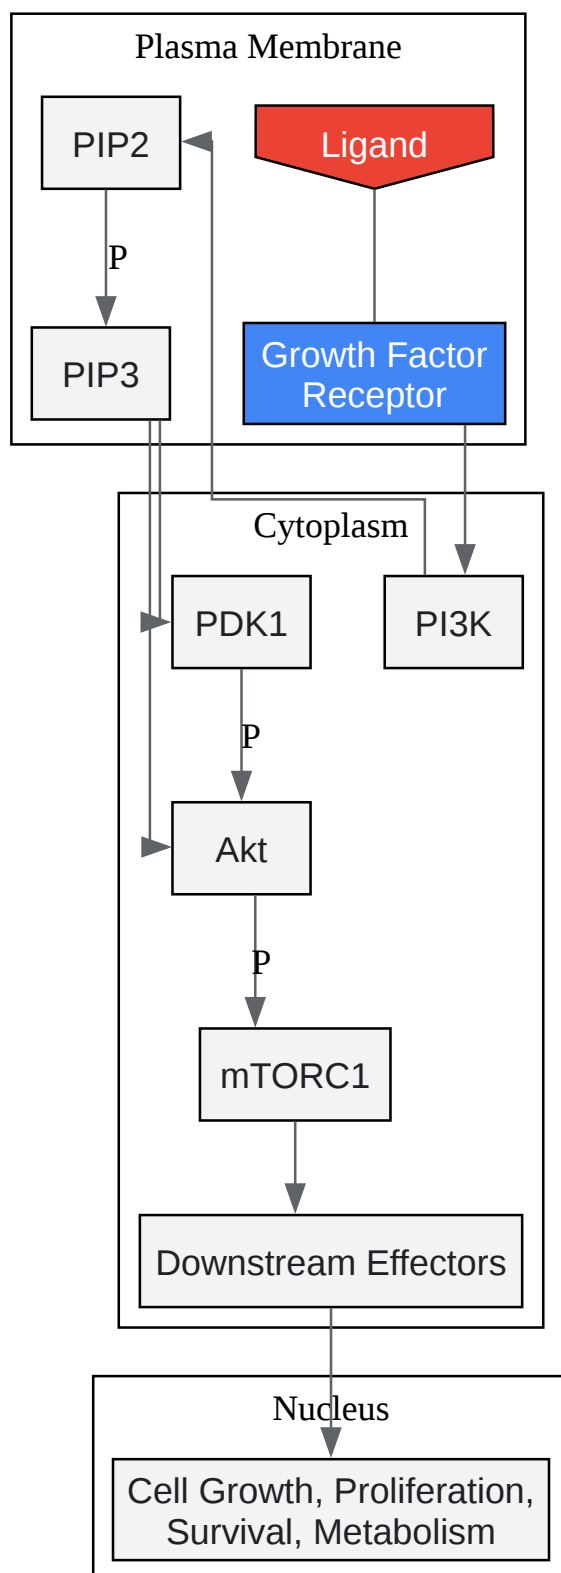 Plasma Membrane
PIP2
Ligand
P
PIP3
Growth Factor
Receptor
Cytoplasm
PDK1
PI3K
P
Akt
P
mTORC1
Downstream Effectors
Nucleus
Cell Growth, Proliferation,
Survival, Metabolism